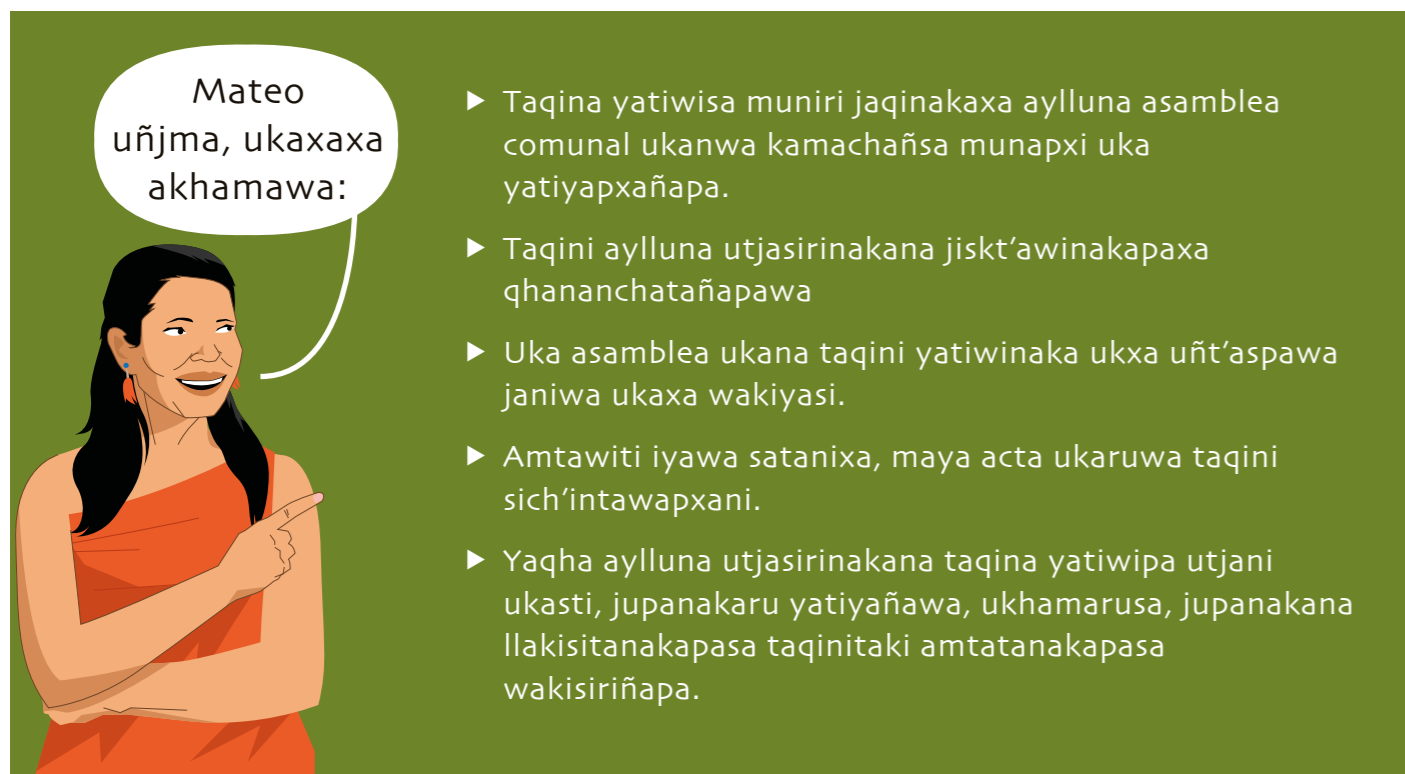 Mateo
uñjma, ukaxaxa
akhamawa:
▶ Taqina yatiwisa muniri jaqinakaxa aylluna asamblea
comunal ukanwa kamachañsa munapxi uka
yatiyapxañapa.
▶ Taqini aylluna utjasirinakana jiskt’awinakapaxa
qhananchatañapawa
▶ Uka asamblea ukana taqini yatiwinaka ukxa uñt’aspawa
janiwa ukaxa wakiyasi.
▶ Amtawiti iyawa satanixa, maya acta ukaruwa taqini
sich’intawapxani.
▶ Yaqha aylluna utjasirinakana taqina yatiwipa utjani
ukasti, jupanakaru yatiyañawa, ukhamarusa, jupanakana
llakisitanakapasa taqinitaki amtatanakapasa
wakisiriñapa.